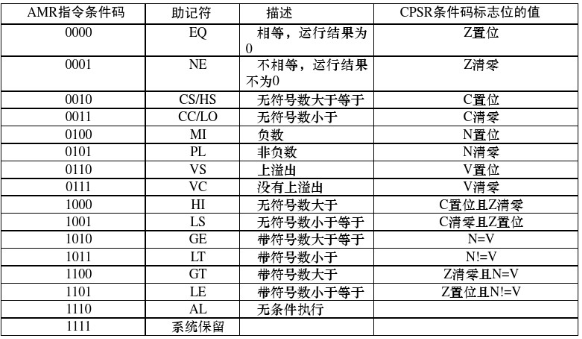 AMR指令条件码 助记符 描述 CPSR条件码标志位的值
0000 EQ 相等，运行结果为 Z置位
0
0001 NE 不相等，运行结果 Z清零
不为0
0010 CS/HS 无符号数大于等于 C置位
0011 CC/LO 无符号数小于 C清零
0100 MI 负数 N置位
0101 PL 非负数 N清零
0110 VS 上溢出 V置位
0111 VC 没有上溢出 V清零
1000 HI 无符号数大于 C置位且Z清零
1001 LS 无符号数小于等于 C清零且Z置位
1010 GE 带符号数大于等于 N=V
1011 LT 带符号数小于 N!=V
1100 GT 带符号数大于 Z清零且N=V
1101 LE 带符号数小于等于 Z置位且N!=V
1110 AL 无条件执行
1111 系统保留